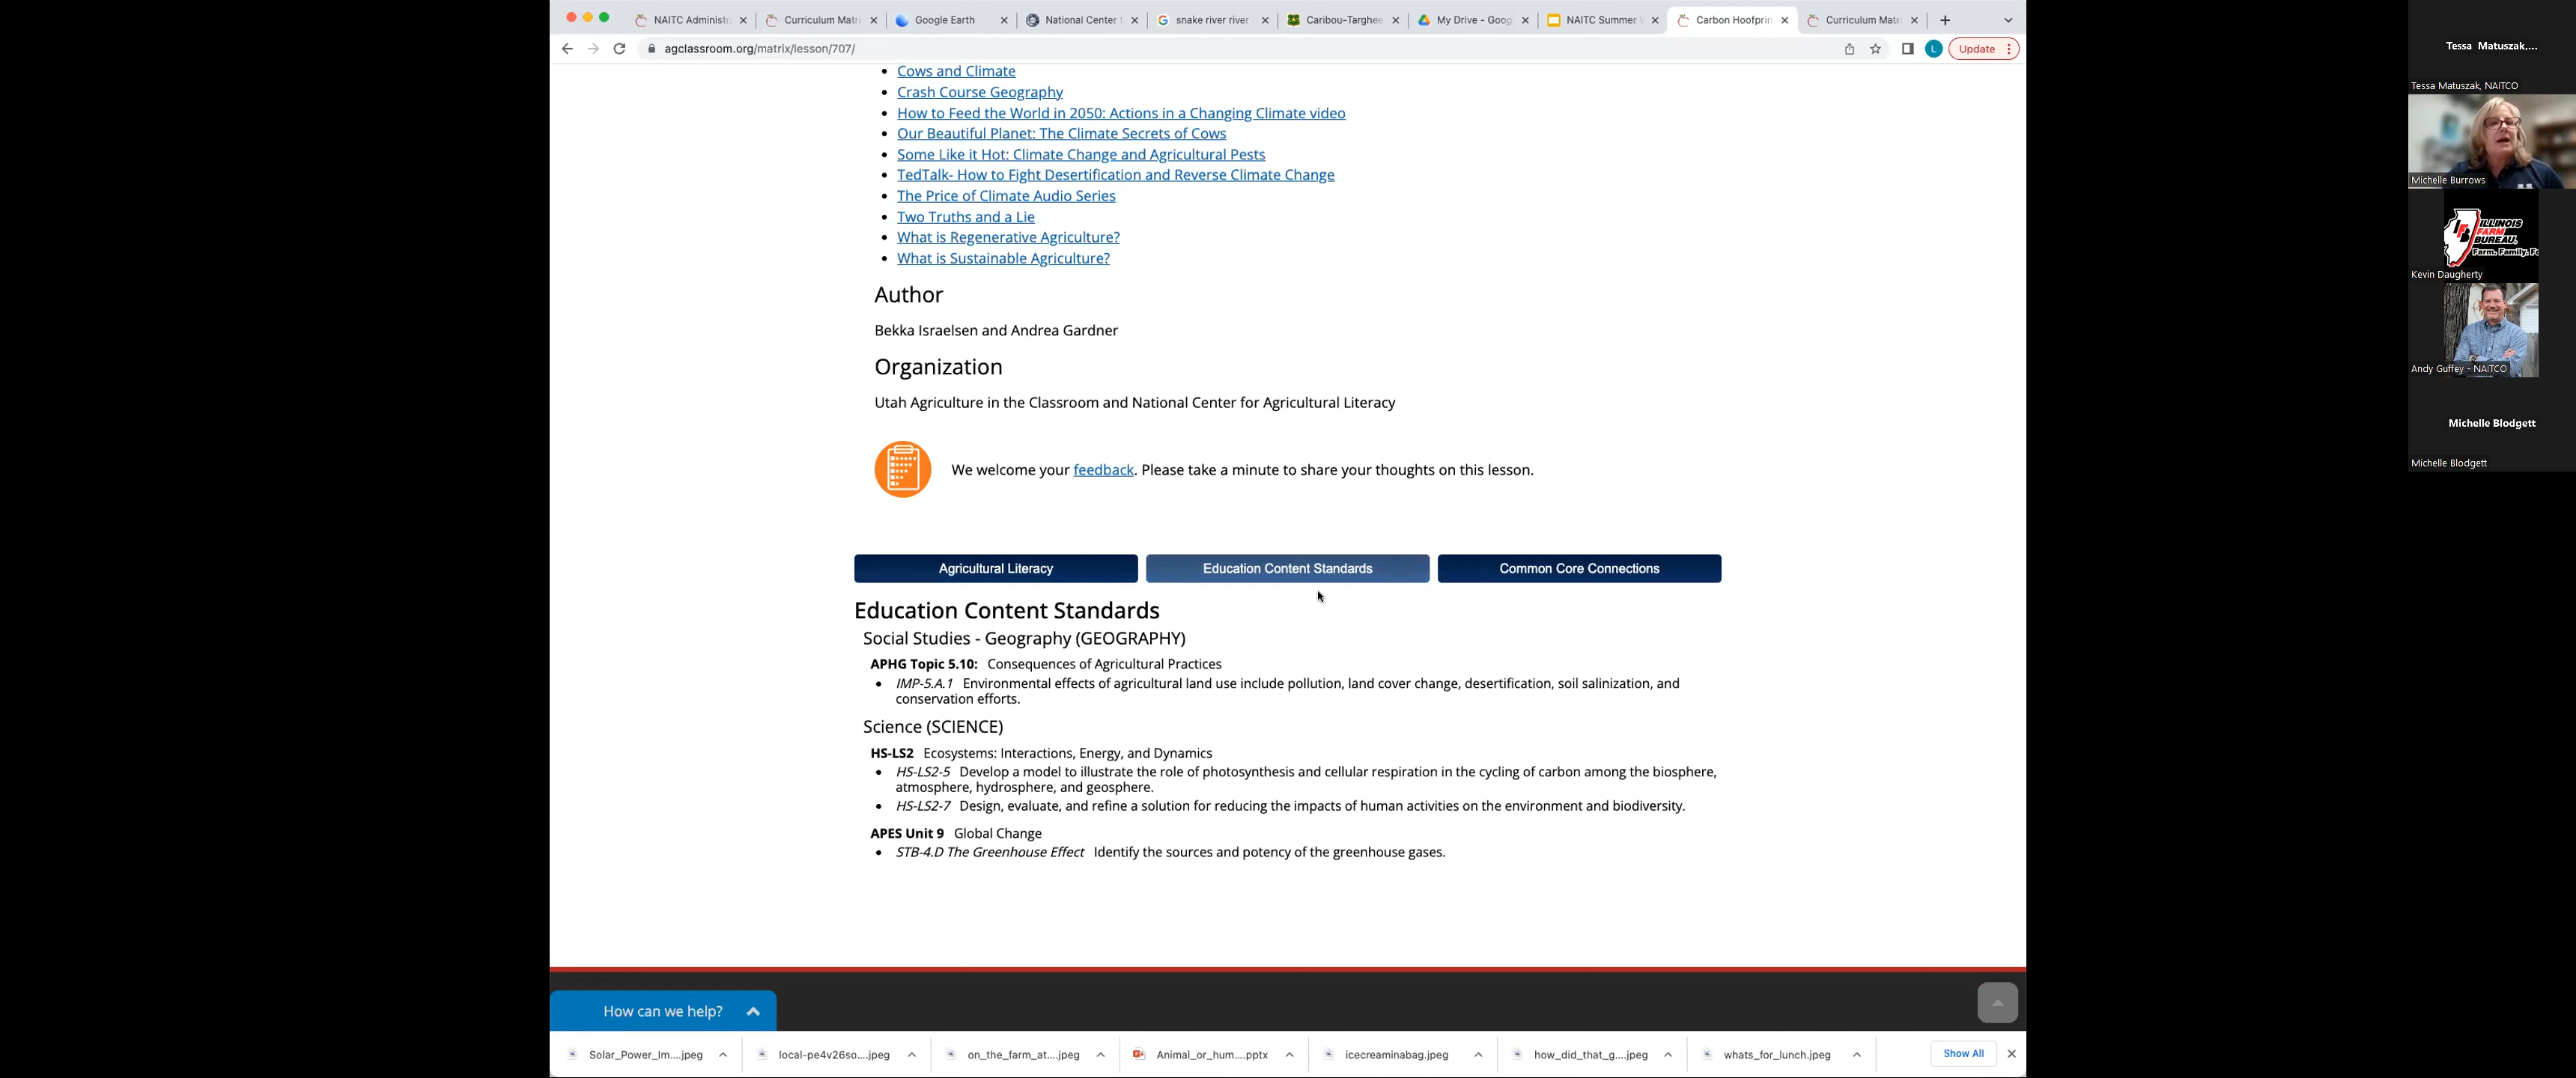 NAITC Administr
Curriculum Matr
Google Earth
National Center f
snake river river
Caribou-Targhee
My Drive - Goog
NAITC Summer
Carbon Hoofprin
Curriculum Matr
agclassroom.org/matrix/lesson/707/
L
Update
Cows and Climate
Crash Course Geography
How to Feed the World in 2050: Actions in a Changing Climate video
Our Beautiful Planet: The Climate Secrets of Cows
Some Like it Hot: Climate Change and Agricultural Pests
TedTalk- How to Fight Desertification and Reverse Climate Change
The Price of Climate Audio Series
Two Truths and a Lie
What is Regenerative Agriculture?
What is Sustainable Agriculture?
Author
Bekka Israelsen and Andrea Gardner
Organization
Utah Agriculture in the Classroom and National Center for Agricultural Literacy
We welcome your feedback. Please take a minute to share your thoughts on this lesson.
Agricultural Literacy
Education Content Standards
Common Core Connections
Education Content Standards
Social Studies - Geography (GEOGRAPHY)
APHG Topic 5.10: Consequences of Agricultural Practices
IMP-5.A.1 Environmental effects of agricultural land use include pollution, land cover change, desertification, soil salinization, and
conservation efforts.
Science (SCIENCE)
HS-LS2 Ecosystems: Interactions, Energy, and Dynamics
HS-LS2-5 Develop a model to illustrate the role of photosynthesis and cellular respiration in the cycling of carbon among the biosphere,
atmosphere, hydrosphere, and geosphere.
HS-LS2-7 Design, evaluate, and refine a solution for reducing the impacts of human activities on the environment and biodiversity.
APES Unit 9 Global Change
STB-4.D The Greenhouse Effect Identify the sources and potency of the greenhouse gases.
How can we help?
Solar_Power_Im....jpeg
local-pe4v26so....jpeg
on_the_farm_at....jpeg
Animal_or_hum....pptx
icecreaminabag.jpeg
how_did_that_g....jpeg
whats_for_lunch.jpeg
Show All
Tessa Matuszak,...
Tessa Matuszak, NAITCO
Michelle Burrows
ILLINOIS
FARM
BUREAU.
Farm. Family. Fo
Kevin Daugherty
Andy Guffey - NAITCO
Michelle Blodgett
Michelle Blodgett